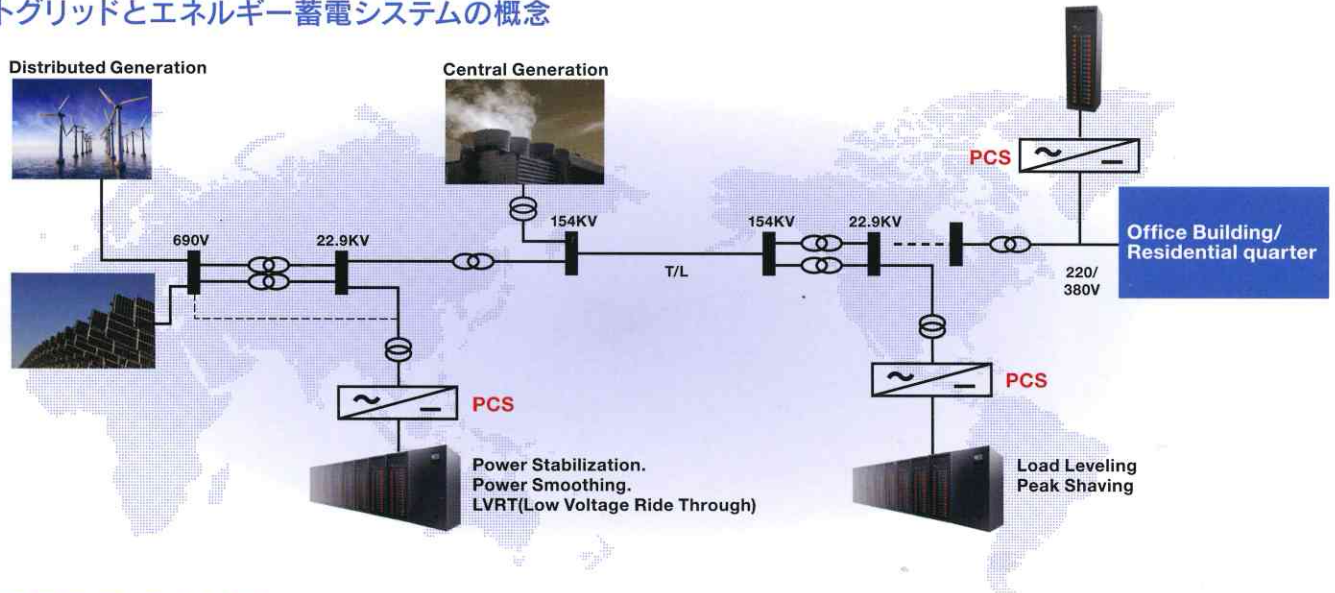 トグリッドとエネルギー蓄電システムの概念
Distributed Generation
Central Generation
PCS
690V
22.9KV
154KV
T/L
154KV
22.9KV
220/
380V
Office Building/
Residential quarter
PCS
PCS
Power Stabilization.
Power Smoothing.
LVRT(Low Voltage Ride Through)
Load Leveling
Peak Shaving